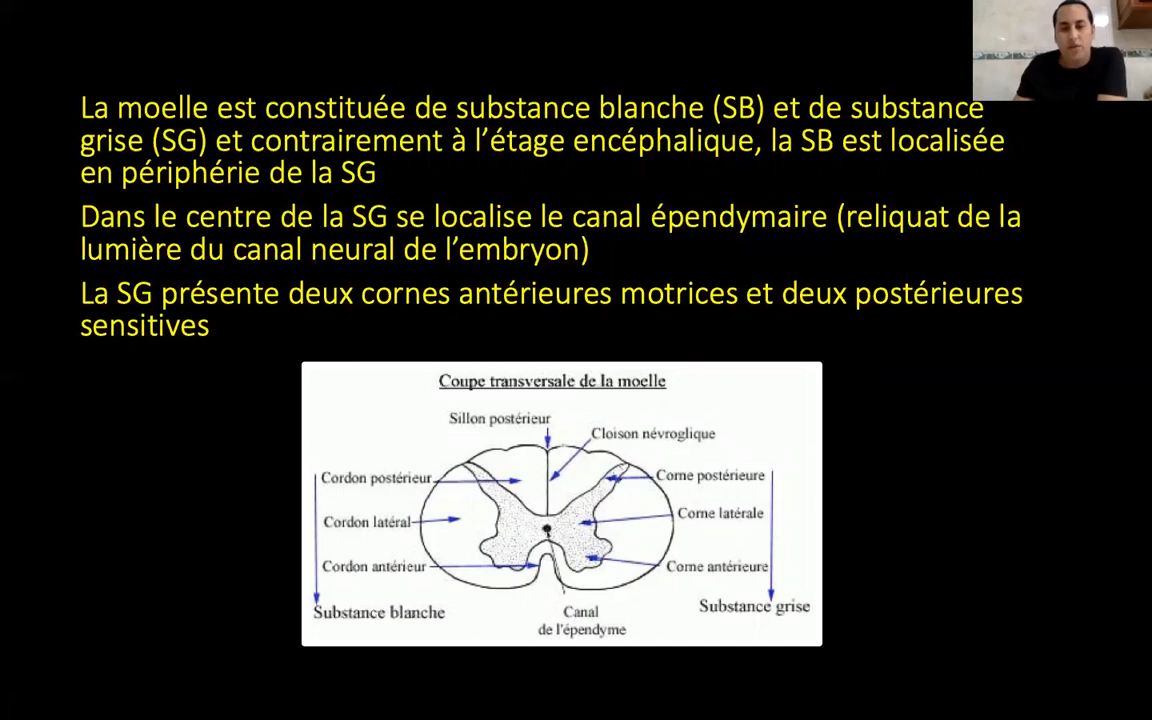 La moelle est constituée de substance blanche (SB) et de substance
grise (SG) et contrairement à l’étage encéphalique, la SB est localisée
en périphérie de la SG
Dans le centre de la SG se localise le canal épendymaire (reliquat de la
lumière du canal neural de l’embryon)
La SG présente deux cornes antérieures motrices et deux postérieures
sensitives
Coupe transversale de la moelle
Sillon postérieur
Cloison névroglique
Cordon postérieur
Corne postérieure
Cordon latéral
Corne latérale
Cordon antérieur
Corne antérieure
Substance blanche
Canal
de l'épendyme
Substance grise